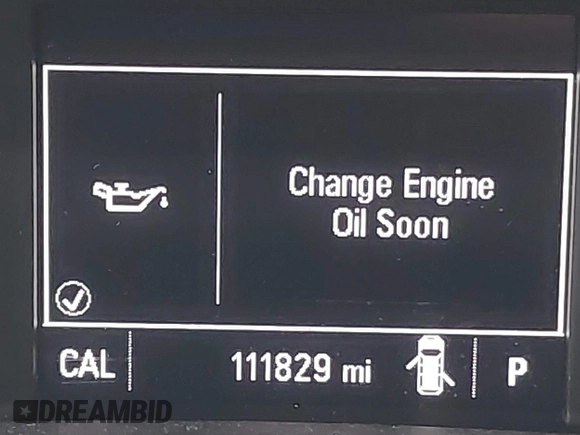 Change Engine
Oil Soon
CAL
111829 mi
P
DREAMBID